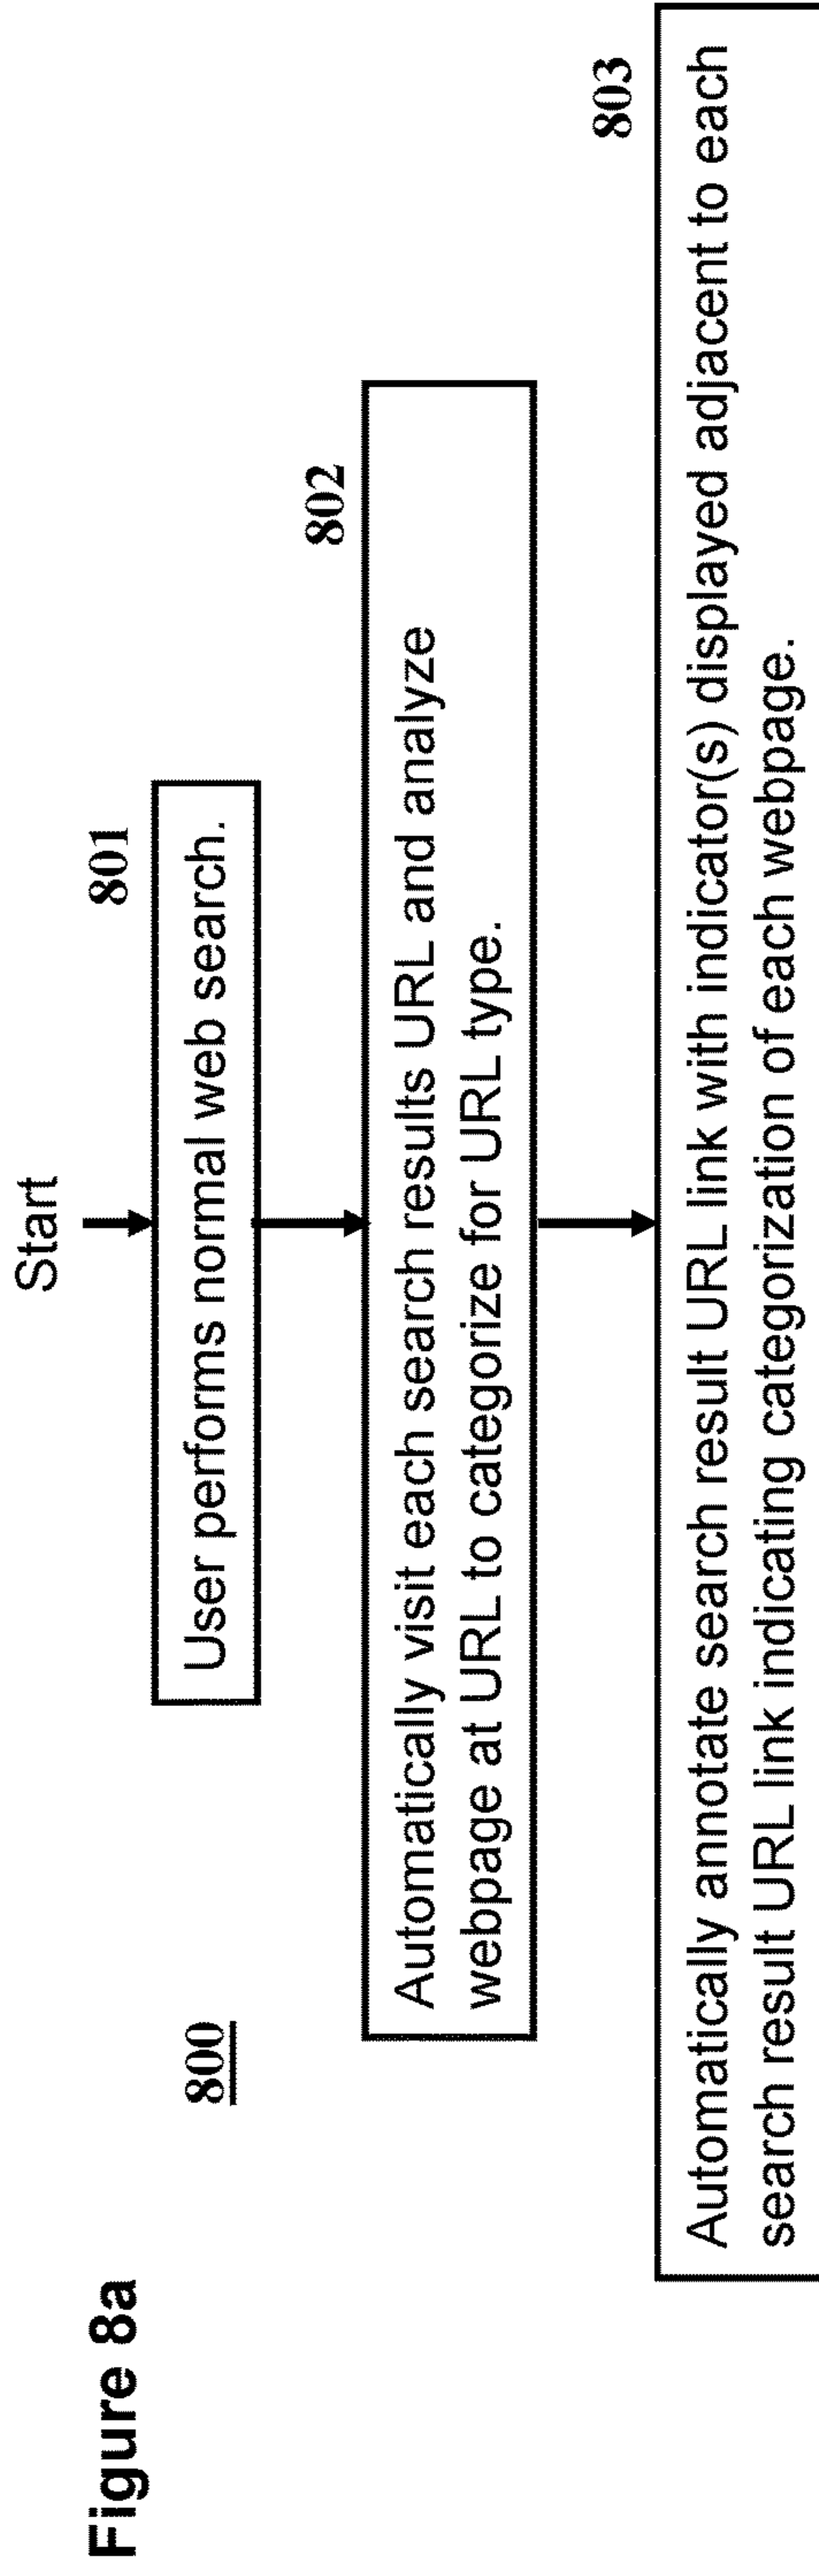 Figure 8a
800
Start
801
User performs normal web search.
802
Automatically visit each search results URL and analyze
webpage at URL to categorize for URL type.
803
Automatically annotate search result URL link with indicator(s) displayed adjacent to each
search result URL link indicating categorization of each webpage.